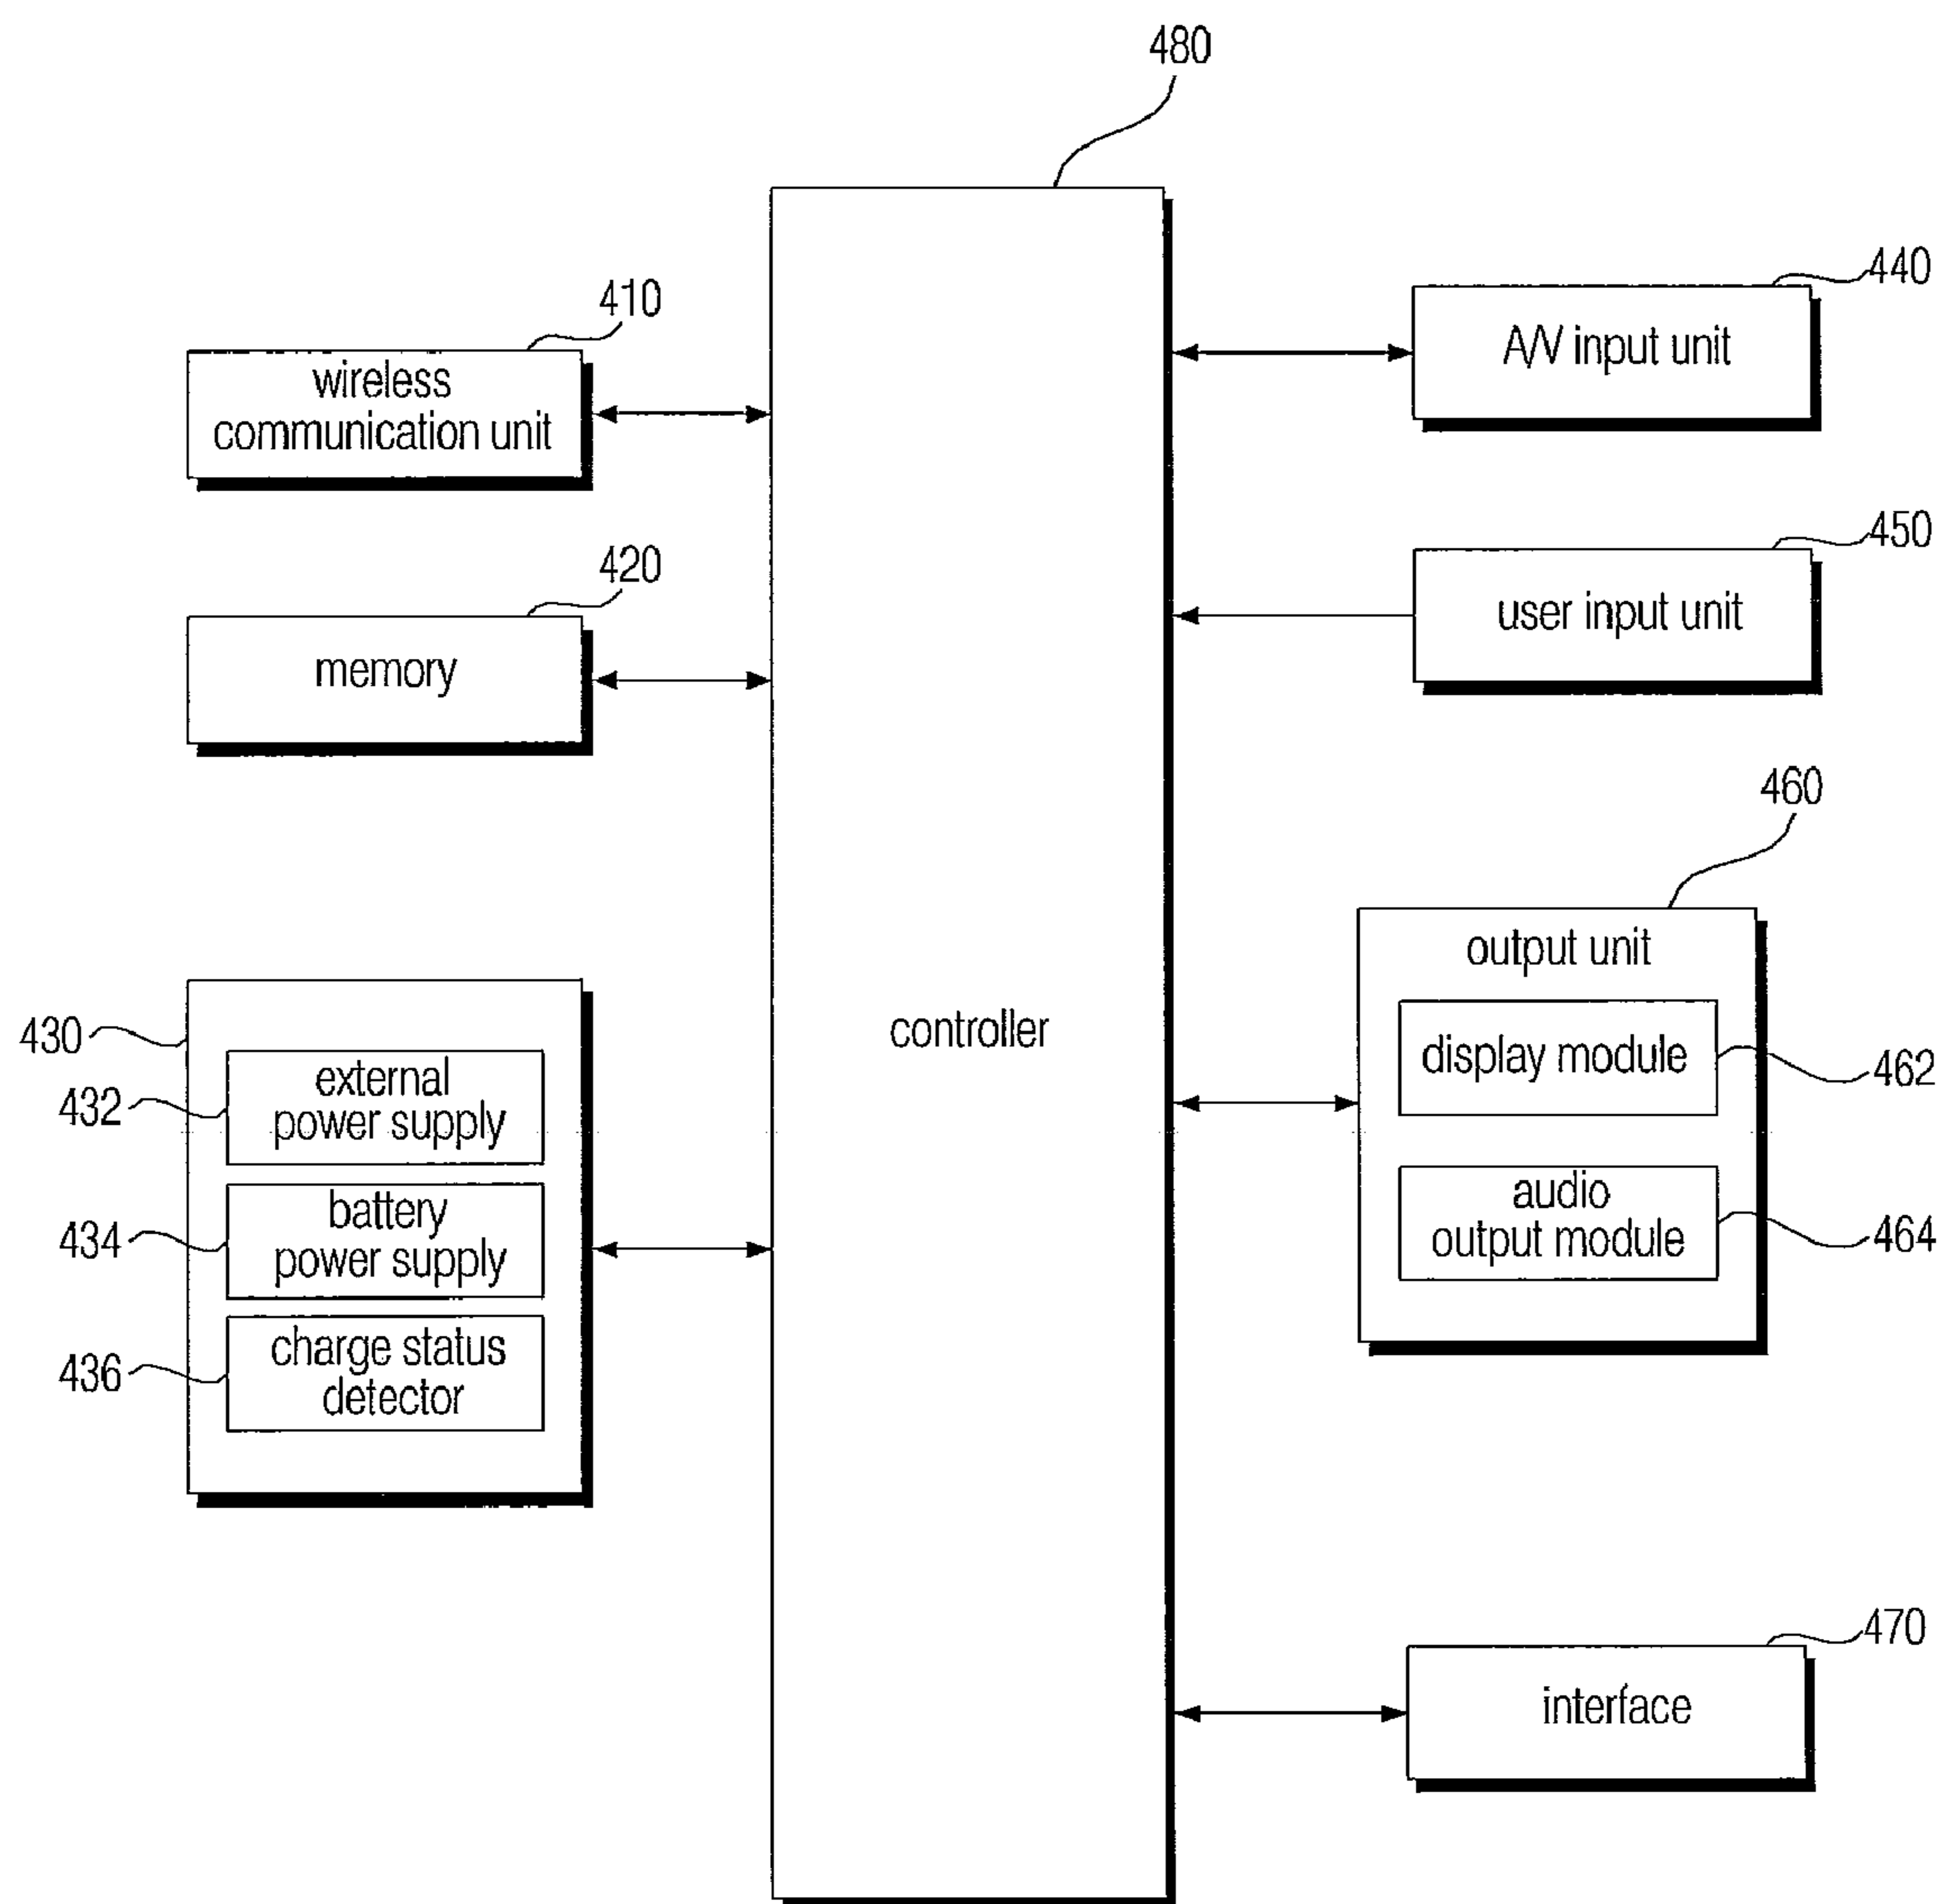 480
410
wireless
communication unit
420
memory
430
432
external
power supply
434
battery
power supply
436
charge status
detector
controller
440
A/V input unit
450
user input unit
460
output unit
display module
462
audio
output module
464
470
interface